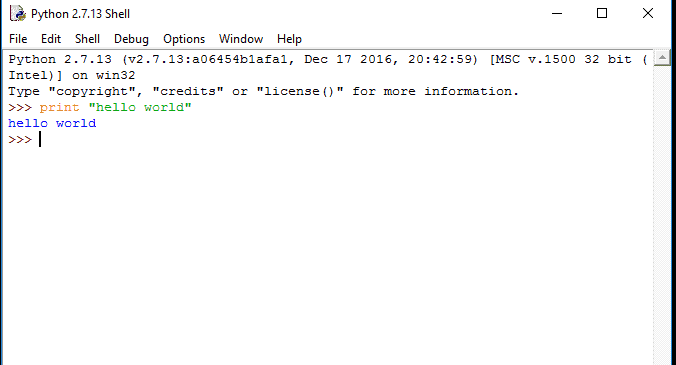 Python 2.7.13 Shell
File Edit Shell Debug Options Window Help
Python 2.7.13 (v2.7.13:a06454b1afa1, Dec 17 2016, 20:42:59) [MSC v.1500 32 bit (
Intel)] on win32
Type "copyright", "credits" or "license()" for more information.
>>> print "hello world"
hello world
>>>